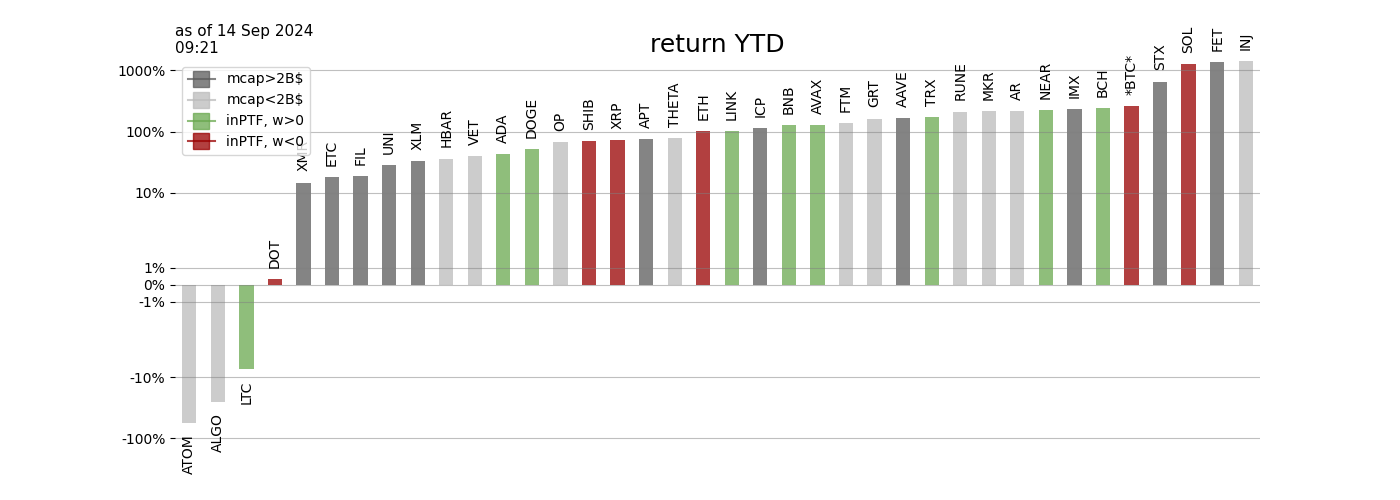 as of 14 Sep 2024
09:21
return YTD
mcap>2B$
mcap<2B$
inPTF, w>0
inPTF, w<0
1000%
100%
10%
1%
0%
-1%
-10%
-100%
ATOM
ALGO
LTC
DOT
XMR
ETC
FIL
UNI
XLM
HBAR
VET
ADA
DOGE
OP
SHIB
XRP
APT
THETA
ETH
LINK
ICP
BNB
AVAX
FTM
GRT
AAVE
TRX
RUNE
MKR
AR
NEAR
IMX
BCH
*BTC*
STX
SOL
FET
INJ